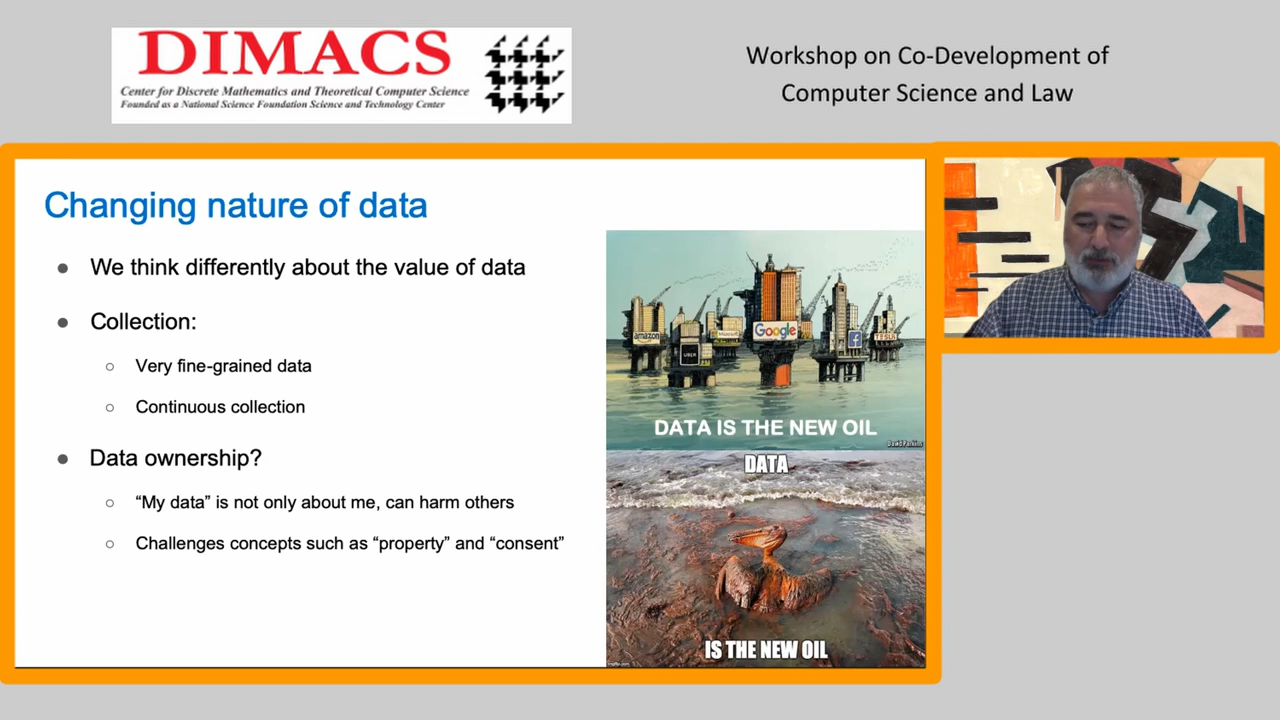 DIMACS
Center for Discrete Mathematics and Theoretical Computer Science
Founded as a National Science Foundation Science and Technology Center
Workshop on Co-Development of
Computer Science and Law
Changing nature of data
● We think differently about the value of data
● Collection:
○ Very fine-grained data
○ Continuous collection
● Data ownership?
○ “My data” is not only about me, can harm others
○ Challenges concepts such as “property” and “consent”
amazon
UBER
Microsoft
Google
f
TESLA
DATA IS THE NEW OIL
David Parkins
DATA
IS THE NEW OIL